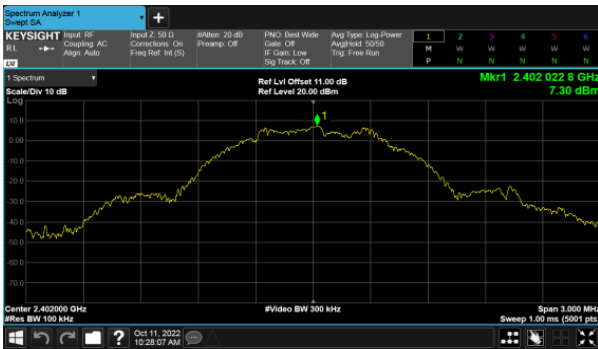 Spectrum Analyzer 1
Swept SA
+
KEYSIGHT
RL
LXI
Input: RF
Coupling: AC
Align: Auto
Input Z: 50 Ω
Corrections: On
Freq Ref: Int (S)
#Atten: 20 dB
Preamp: Off
PNO: Best Wide
Gate: Off
IF Gain: Low
Sig Track: Off
Avg Type: Log-Power
Avg|Hold: 50/50
Trig: Free Run
1 2 3 4 5 6
M W W W W W
P N N N N N
1 Spectrum
Scale/Div 10 dB
Ref Lvl Offset 11.00 dB
Ref Level 20.00 dBm
Mkr1 2.402 022 8 GHz
7.30 dBm
Log
1
10.0
0.00
-10.0
-20.0
-30.0
-40.0
-50.0
-60.0
-70.0
Center 2.402000 GHz
#Res BW 100 kHz
#Video BW 300 kHz
Span 3.000 MHz
Sweep 1.00 ms (5001 pts)
?
Oct 11, 2022
10:28:07 AM